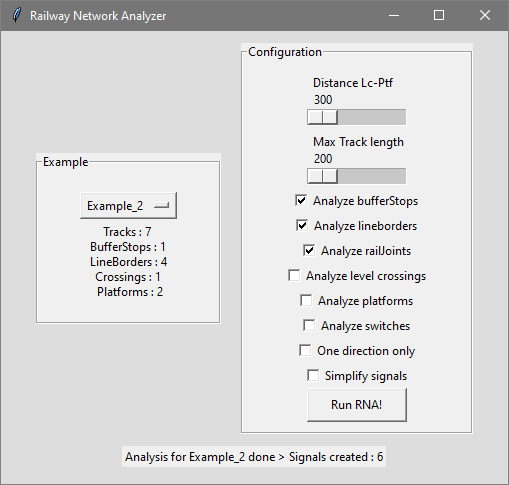 Railway Network Analyzer
Example
Example_2
Tracks : 7
BufferStops : 1
LineBorders : 4
Crossings : 1
Platforms : 2
Configuration
Distance Lc-Ptf
300
Max Track length
200
Analyze bufferStops
Analyze lineborders
Analyze railJoints
Analyze level crossings
Analyze platforms
Analyze switches
One direction only
Simplify signals
Run RNA!
Analysis for Example_2 done > Signals created : 6